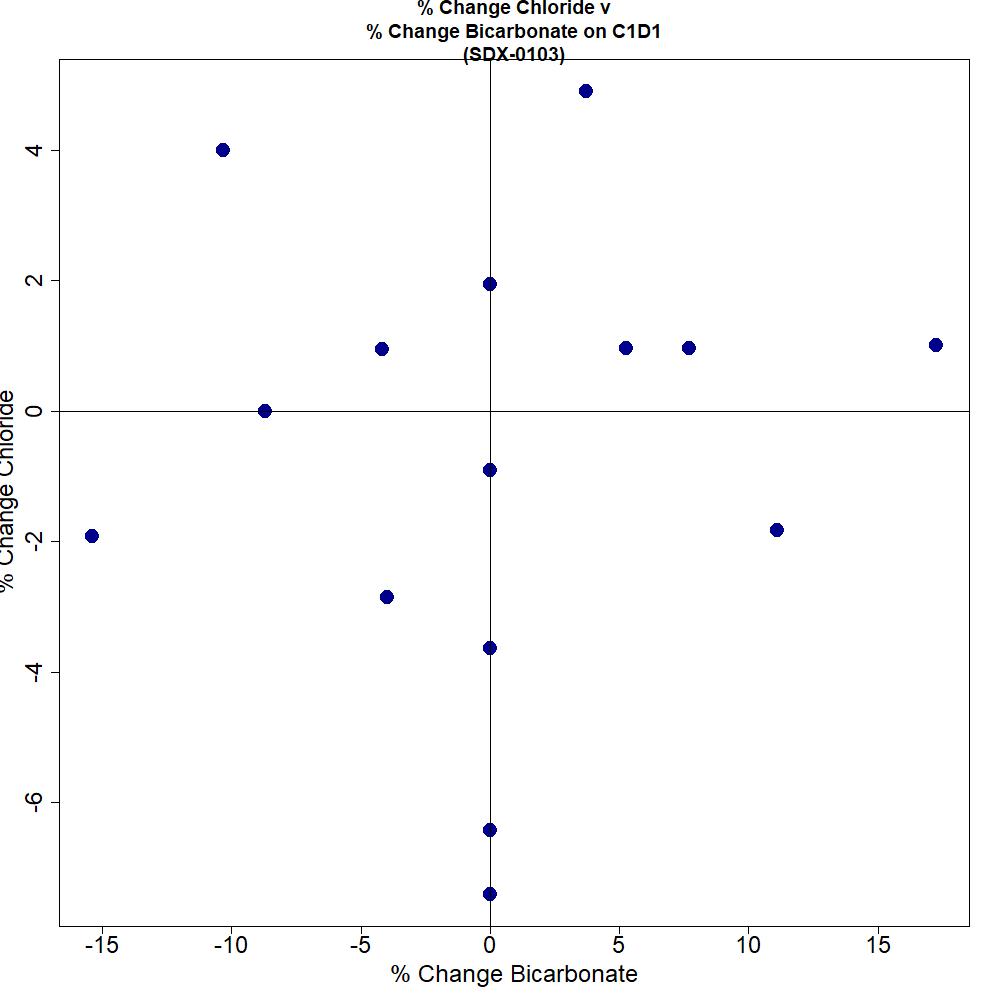 % Change Chloride v
% Change Bicarbonate on C1D1
(SDX-0103)
% Change Chloride
4
2
0
-2
-4
-6
-15
-10
-5
0
5
10
15
% Change Bicarbonate